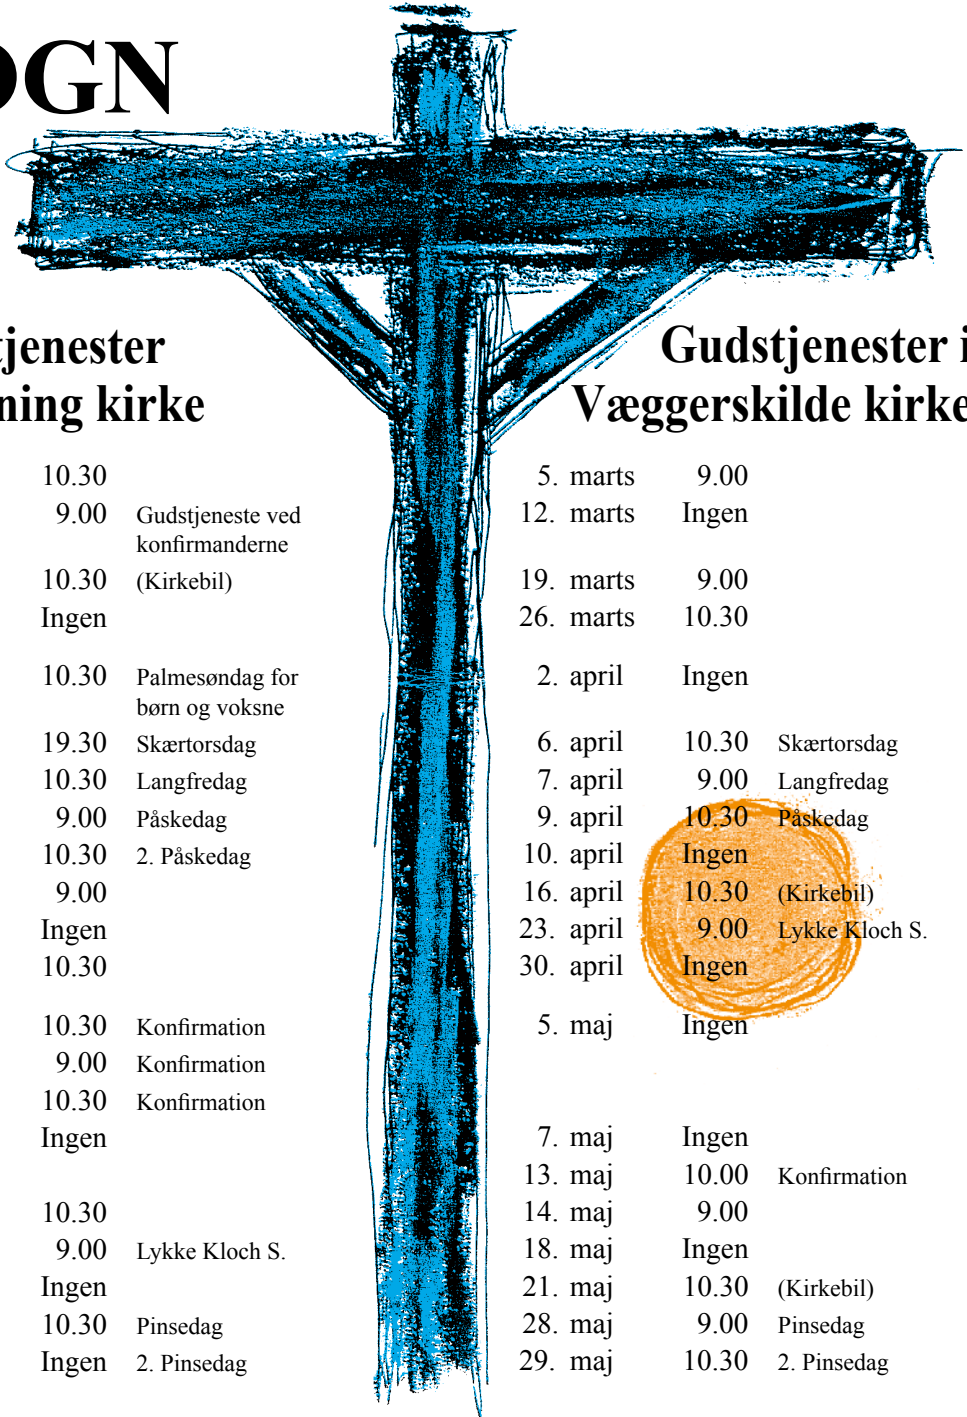 OGN
tjenester
ning kirke
10.30
9.00 Gudstjeneste ved
konfirmanderne
10.30 (Kirkebil)
Ingen
10.30 Palmesøndag for
børn og voksne
19.30 Skærtorsdag
10.30 Langfredag
9.00 Påskedag
10.30 2. Påskedag
9.00
Ingen
10.30
10.30 Konfirmation
9.00 Konfirmation
10.30 Konfirmation
Ingen
10.30
9.00 Lykke Kloch S.
Ingen
10.30 Pinsedag
Ingen 2. Pinsedag
Gudstjenester i
Væggerskilde kirke
5. marts 9.00
12. marts Ingen
19. marts 9.00
26. marts 10.30
2. april Ingen
6. april 10.30 Skærtorsdag
7. april 9.00 Langfredag
9. april 10.30 Påskedag
10. april Ingen
16. april 10.30 (Kirkebil)
23. april 9.00 Lykke Kloch S.
30. april Ingen
5. maj Ingen
7. maj Ingen
13. maj 10.00 Konfirmation
14. maj 9.00
18. maj Ingen
21. maj 10.30 (Kirkebil)
28. maj 9.00 Pinsedag
29. maj 10.30 2. Pinsedag